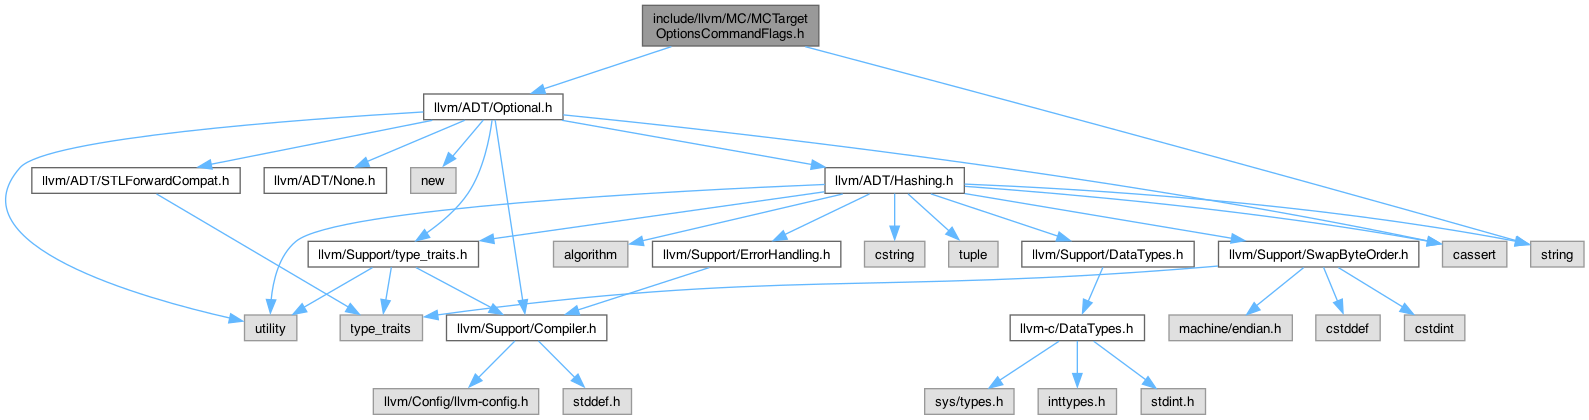 include/llvm/MC/MCTarget
OptionsCommandFlags.h
llvm/ADT/Optional.h
llvm/ADT/STLForwardCompat.h
llvm/ADT/None.h
new
llvm/ADT/Hashing.h
llvm/Support/type_traits.h
algorithm
llvm/Support/ErrorHandling.h
cstring
tuple
llvm/Support/DataTypes.h
llvm/Support/SwapByteOrder.h
cassert
string
utility
type_traits
llvm/Support/Compiler.h
llvm-c/DataTypes.h
machine/endian.h
cstddef
cstdint
llvm/Config/llvm-config.h
stddef.h
sys/types.h
inttypes.h
stdint.h